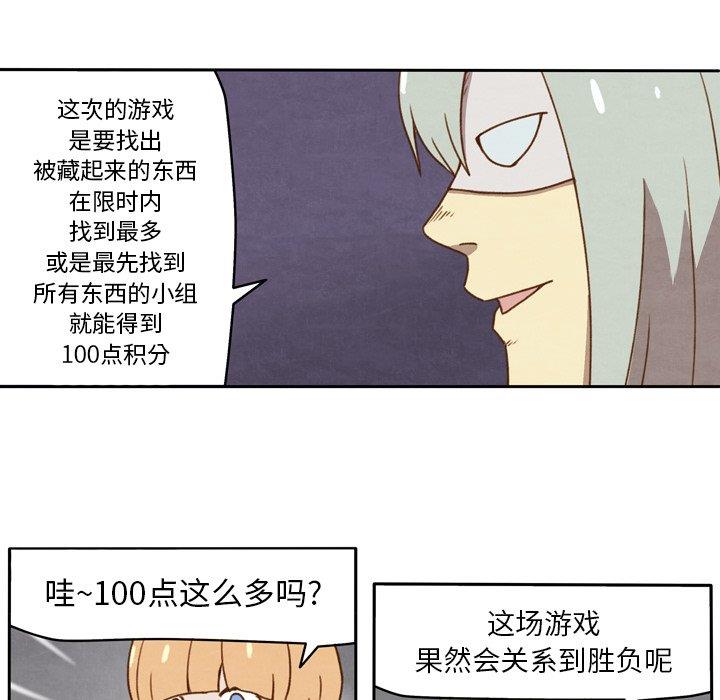 这次的游戏
是要找出
被藏起来的东西
在限时内
找到最多
或是最先找到
所有东西的小组
就能得到
100点积分
哇~100点这么多吗?
这场游戏
果然会关系到胜负呢